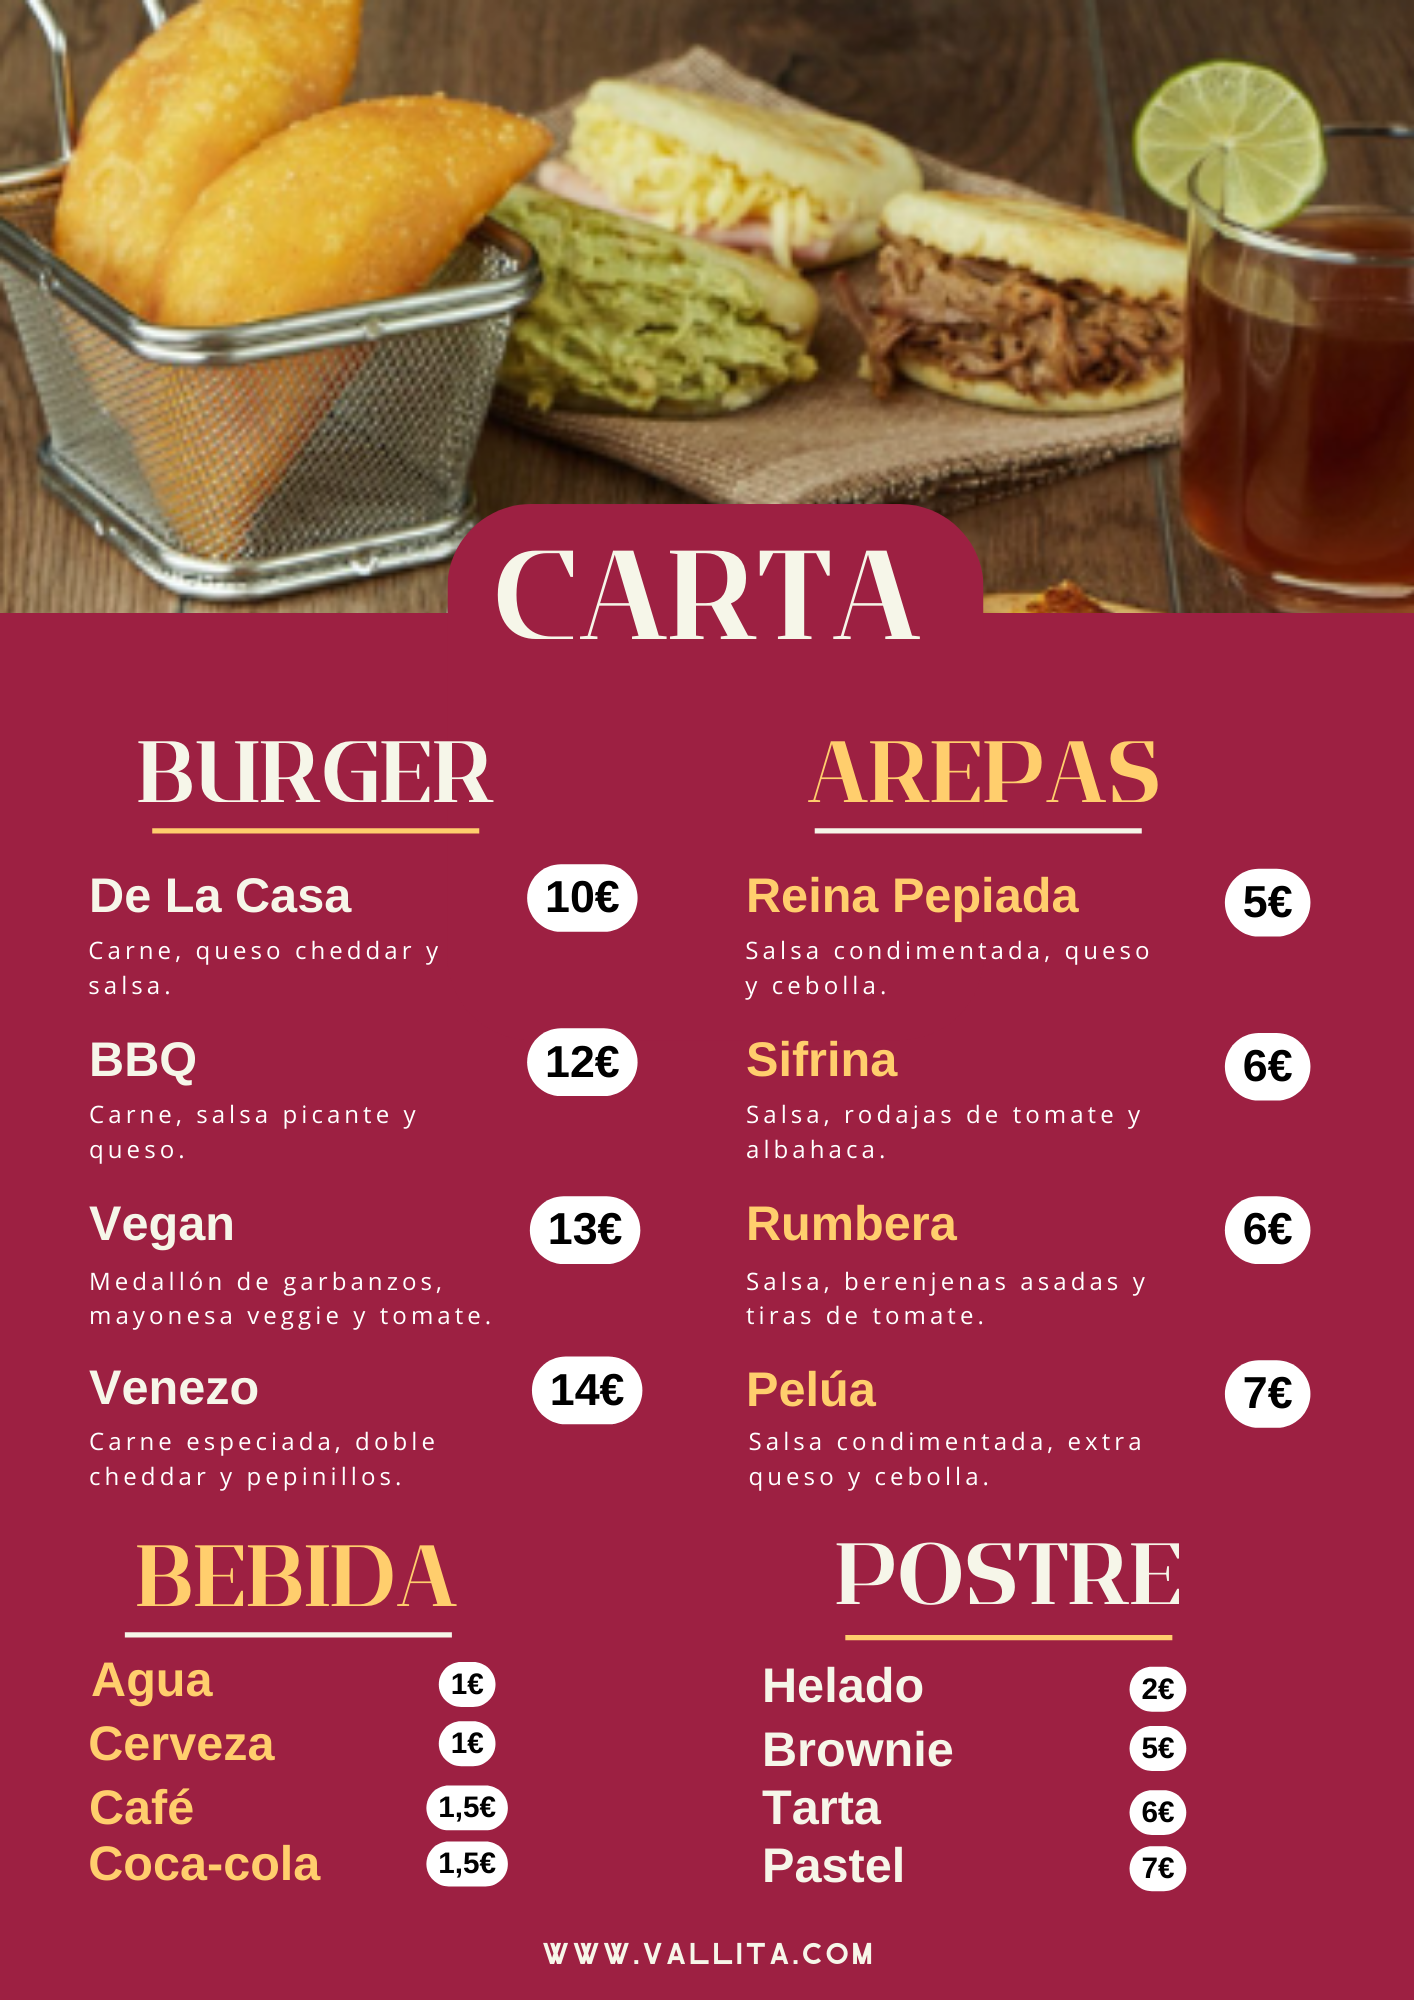 CARTA
BURGER
De La Casa 10€
Carne, queso cheddar y
salsa.
BBQ 12€
Carne, salsa picante y
queso.
Vegan 13€
Medallón de garbanzos,
mayonesa veggie y tomate.
Venezo 14€
Carne especiada, doble
cheddar y pepinillos.
AREPAS
Reina Pepiada 5€
Salsa condimentada, queso
y cebolla.
Sifrina 6€
Salsa, rodajas de tomate y
albahaca.
Rumbera 6€
Salsa, berenjenas asadas y
tiras de tomate.
Pelúa 7€
Salsa condimentada, extra
queso y cebolla.
BEBIDA
Agua 1€
Cerveza 1€
Café 1,5€
Coca-cola 1,5€
POSTRE
Helado 2€
Brownie 5€
Tarta 6€
Pastel 7€
WWW.VALLITA.COM